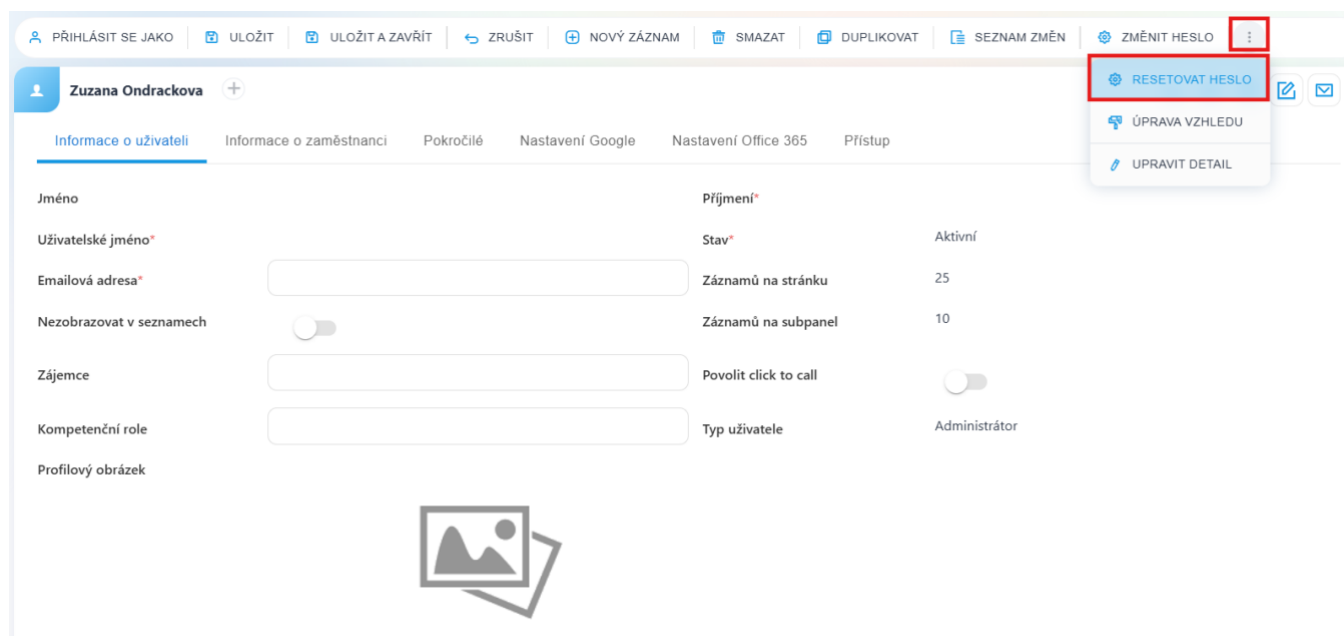 PŘIHLÁSIT SE JAKO ULOŽIT ULOŽIT A ZAVŘÍT ZRUŠIT NOVÝ ZÁZNAM SMAZAT DUPLIKOVAT SEZNAM ZMĚN ZMĚNIT HESLO
RESETOVAT HESLO
ÚPRAVA VZHLEDU
UPRAVIT DETAIL
Zuzana Ondrackova
Informace o uživateli Informace o zaměstnanci Pokročilé Nastavení Google Nastavení Office 365 Přístup
Jméno Příjmení*
Uživatelské jméno* Stav* Aktivní
Emailová adresa* Záznamů na stránku 25
Nezobrazovat v seznamech Záznamů na subpanel 10
Zájemce Povolit click to call
Kompetenční role Typ uživatele Administrátor
Profilový obrázek